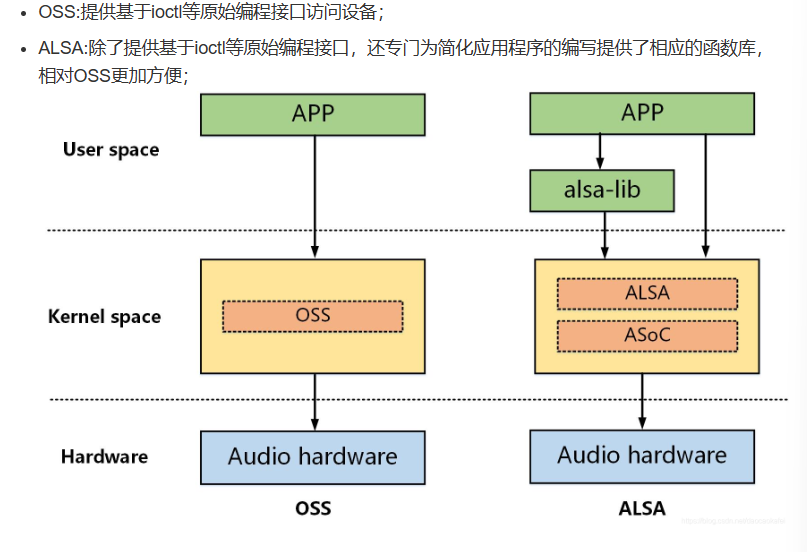 OSS:提供基于ioctl等原始编程接口访问设备；
ALSA:除了提供基于ioctl等原始编程接口，还专门为简化应用程序的编写提供了相应的函数库，
相对OSS更加方便；
APP
APP
User space
alsa-lib
Kernel space
OSS
ALSA
ASoC
Hardware
Audio hardware
Audio hardware
OSS
ALSA